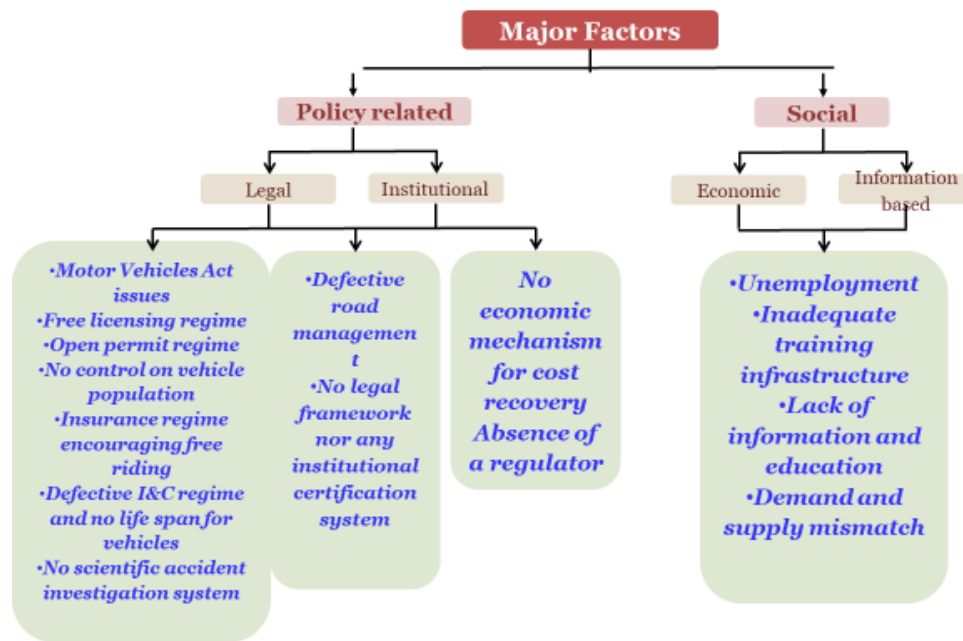 Major Factors
Policy related
Social
Legal
Institutional
Economic
Information
based
•Motor Vehicles Act
issues
•Free licensing regime
•Open permit regime
•No control on vehicle
population
•Insurance regime
encouraging free
riding
•Defective I&C regime
and no life span for
vehicles
•No scientific accident
investigation system
•Defective
road
managemen
t
•No legal
framework
nor any
institutional
certification
system
No
economic
mechanism
for cost
recovery
Absence of
a regulator
•Unemployment
•Inadequate
training
infrastructure
•Lack of
information and
education
•Demand and
supply mismatch